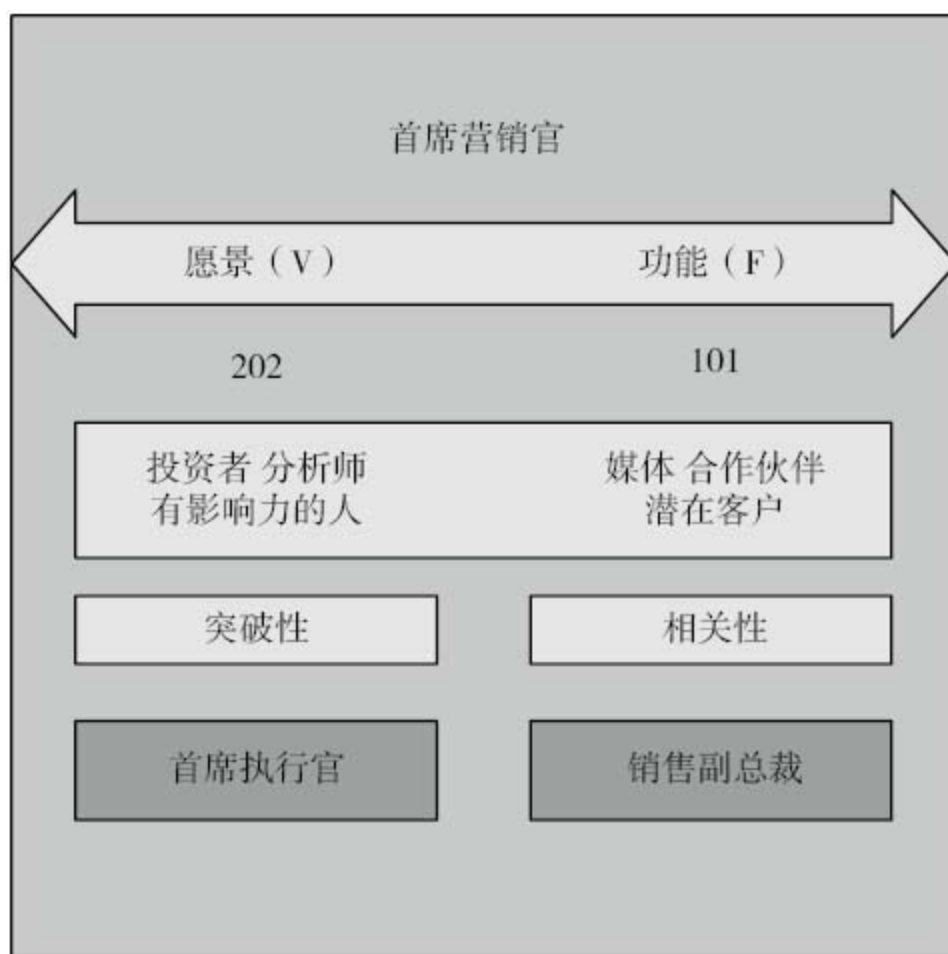 首席营销官
愿景（V） 功能（F）
202 101
投资者 分析师 媒体 合作伙伴
有影响力的人 潜在客户
突破性 相关性
首席执行官 销售副总裁